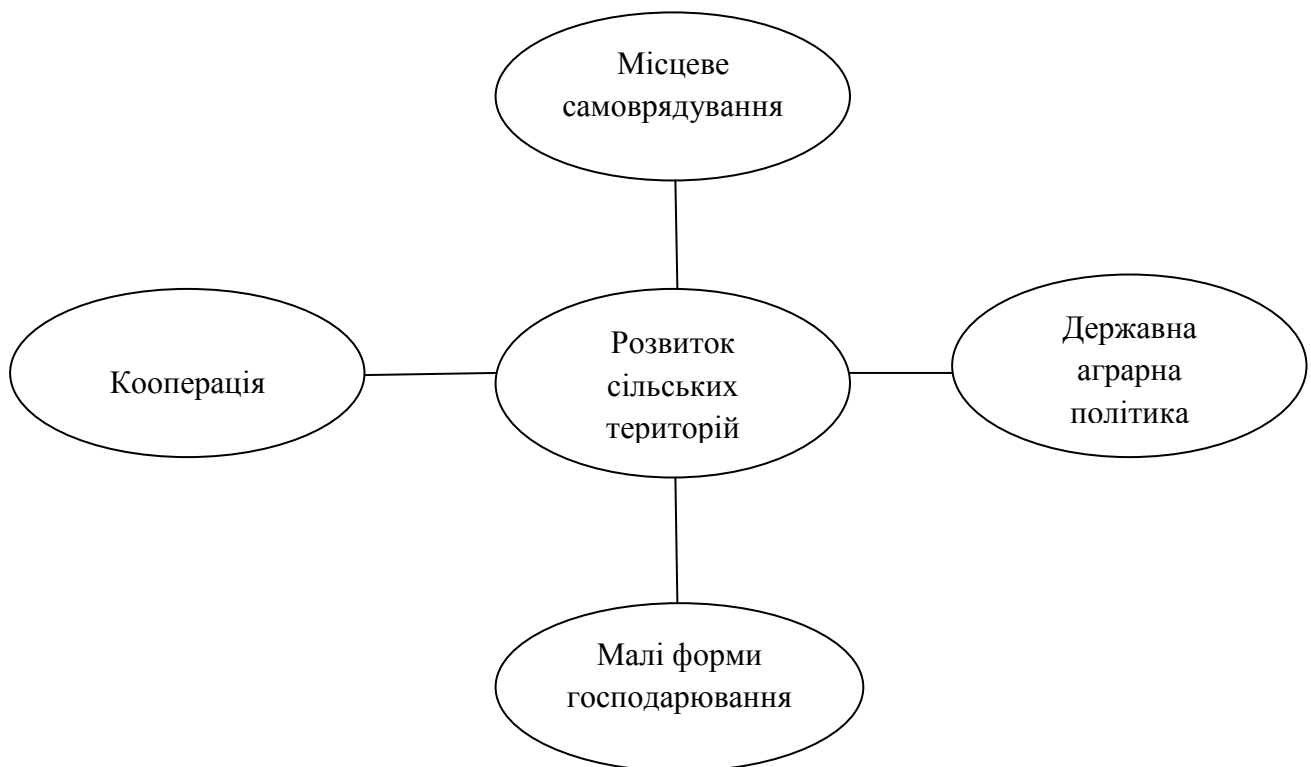 Місцеве
самоврядування
Кооперація
Розвиток
сільських
територій
Державна
аграрна
політика
Малі форми
господарювання